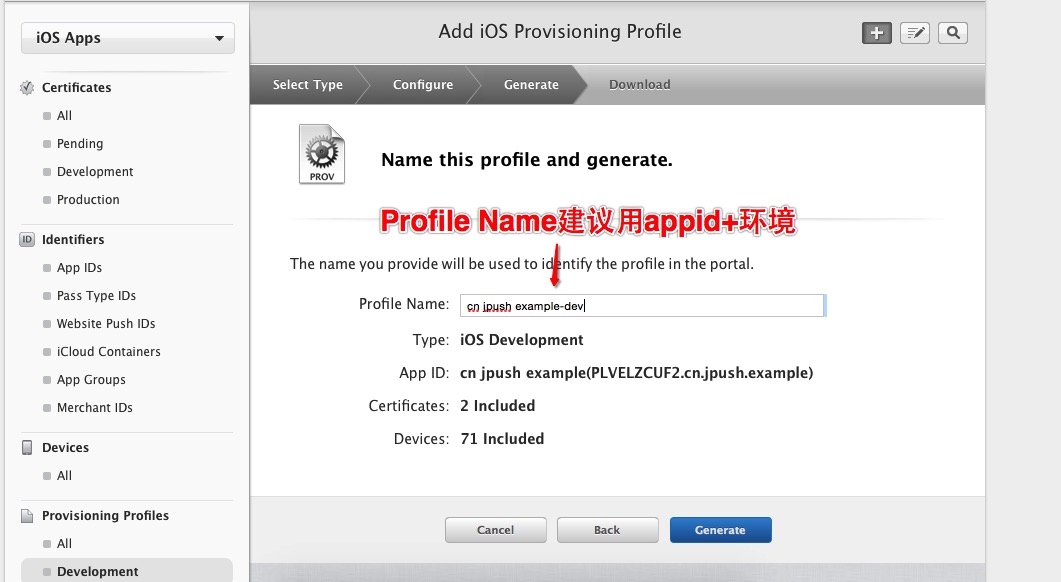 iOS Apps
Add iOS Provisioning Profile
Select Type
Configure
Generate
Download
Certificates
All
Pending
Development
Production
ID
Identifiers
App IDs
Pass Type IDs
Website Push IDs
iCloud Containers
App Groups
Merchant IDs
Devices
All
Provisioning Profiles
All
Development
PROV
Name this profile and generate.
Profile Name建议用appid+环境
The name you provide will be used to identify the profile in the portal.
Profile Name: cn jpush example-dev
Type: iOS Development
App ID: cn jpush example(PLVELZCUF2.cn.jpush.example)
Certificates: 2 Included
Devices: 71 Included
Cancel
Back
Generate